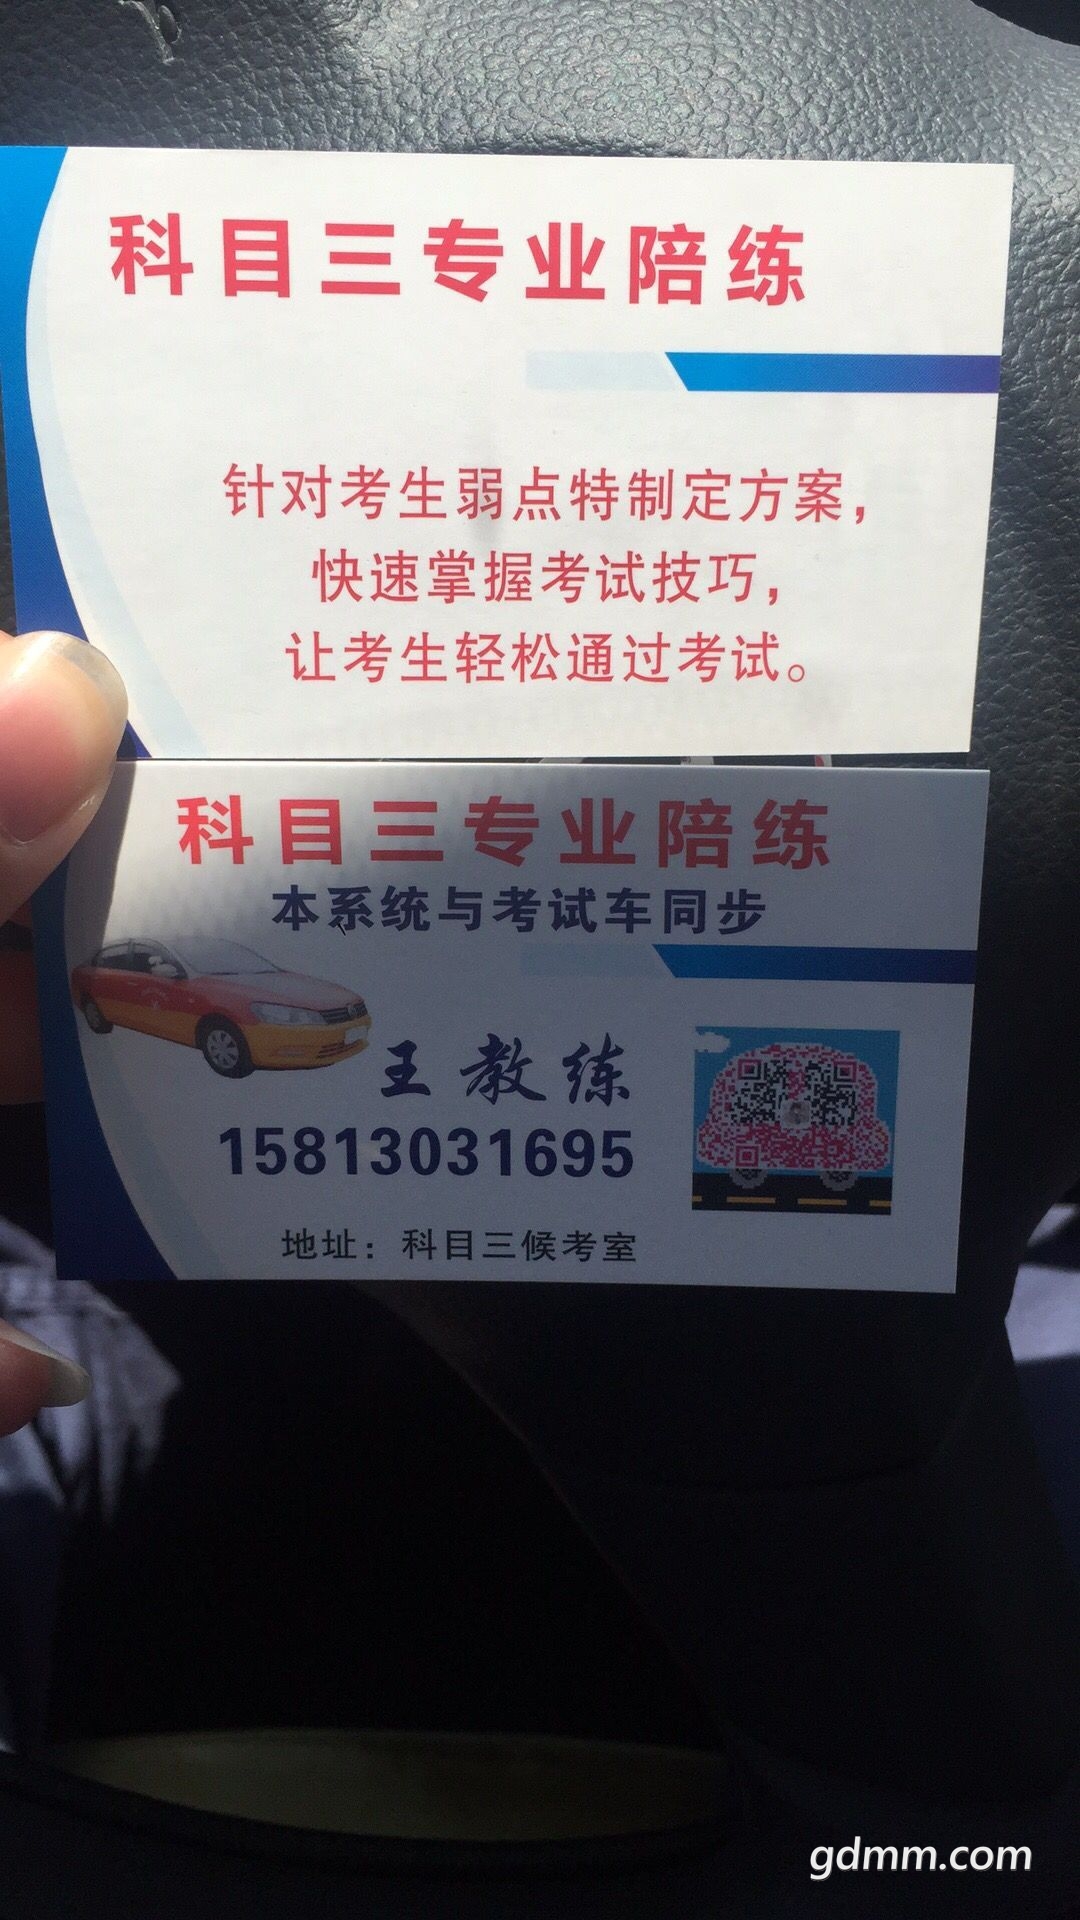 科目三专业陪练
针对考生弱点特制定方案，
快速掌握考试技巧，
让考生轻松通过考试。
科目三专业陪练
本系统与考试车同步
王教练
15813031695
地址：科目三候考室
gdmm.com